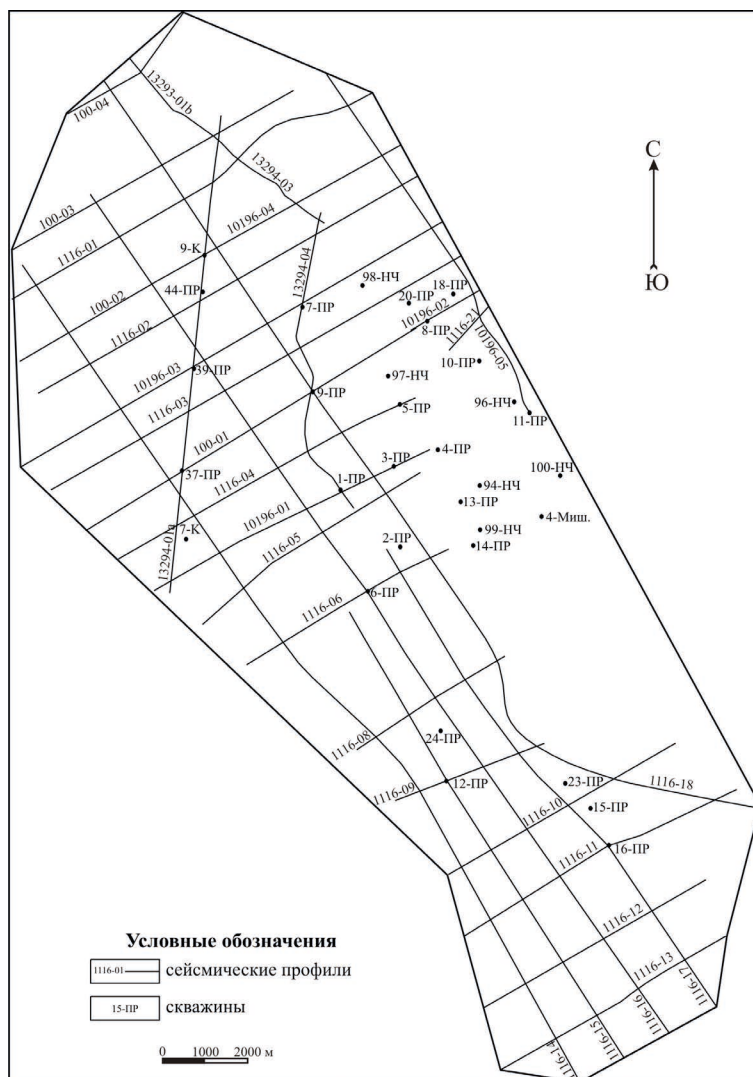 100-04
13293-01b
13294-03
100-03
1116-01
10196-04
9-К
100-02
44-ПР
13294-04
98-НЧ
18-ПР
20-ПР
7-ПР
10196-02
8-ПР
1116-21
10196-05
1116-02
10-ПР
10196-03
39-ПР
97-НЧ
9-ПР
96-НЧ
11-ПР
5-ПР
1116-03
100-01
4-ПР
3-ПР
37-ПР
1116-04
100-НЧ
94-НЧ
1-ПР
13-ПР
10196-01
4-Миш.
99-НЧ
7-К
1116-05
2-ПР
14-ПР
13294-01a
1116-06
6-ПР
С
Ю
1116-08
24-ПР
1116-09
12-ПР
23-ПР
1116-18
15-ПР
1116-10
1116-11
16-ПР
1116-12
1116-13
1116-17
1116-16
1116-15
1116-14
Условные обозначения
1116-01
сейсмические профили
15-ПР
скважины
0 1000 2000 м